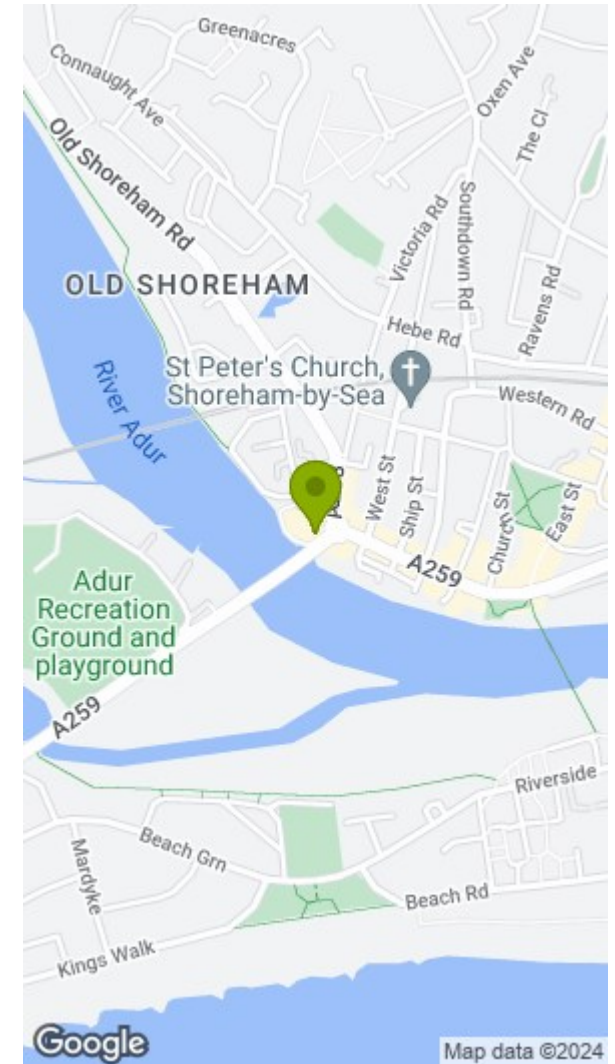 Greenacres
Connaught Ave
Oxen Ave
The Cl
Old Shoreham Rd
Victoria Rd
Southdown Rd
Ravens Rd
OLD SHOREHAM
Hebe Rd
St Peter's Church,
Shoreham-by-Sea
River Adur
Western Rd
West St
Ship St
Church St
East St
A259
Adur
Recreation
Ground and
playground
A259
Riverside
Beach Grn
Mardyke
Beach Rd
Kings Walk
Google
Map data ©2024